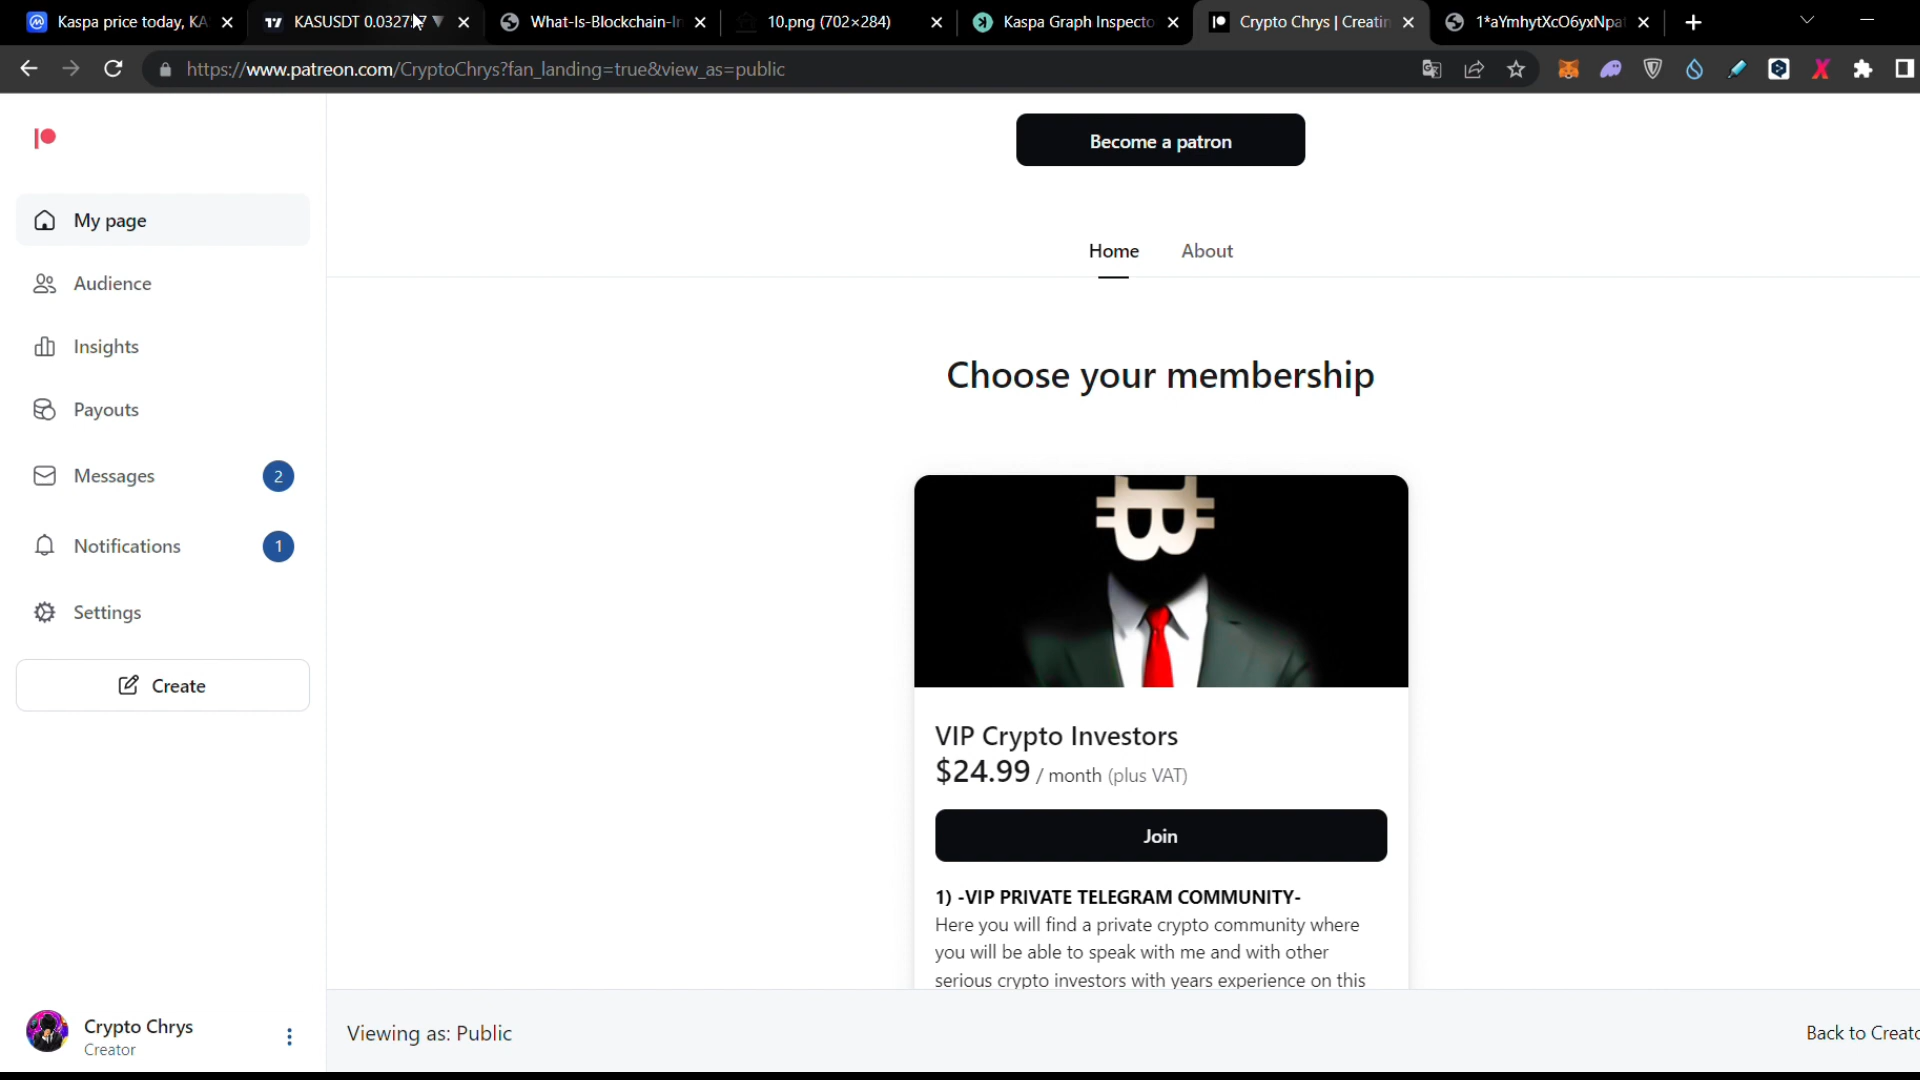 Kaspa price today, KA
KASUSDT 0.0327
What-Is-Blockchain-In
10.png (702×284)
Kaspa Graph Inspecto
Crypto Chrys | Creatin
1*aYmhytXcO6yxNpa
https://www.patreon.com/CryptoChrys?fan_landing=true&view_as=public
Become a patron
My page
Home
About
Audience
Insights
Choose your membership
Payouts
Messages
2
Notifications
1
Settings
Create
VIP Crypto Investors
$24.99 / month (plus VAT)
Join
1) -VIP PRIVATE TELEGRAM COMMUNITY-
Here you will find a private crypto community where
you will be able to speak with me and with other
serious crypto investors with years experience on this
Crypto Chrys
Creator
Viewing as: Public
Back to Creato